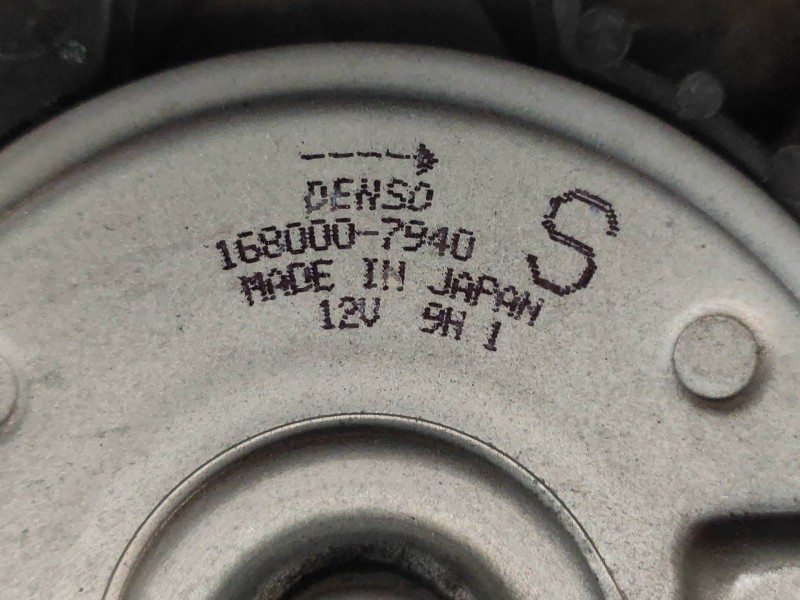 DENSO
168000-7940
MADE IN JAPAN
12V 9H 1
S